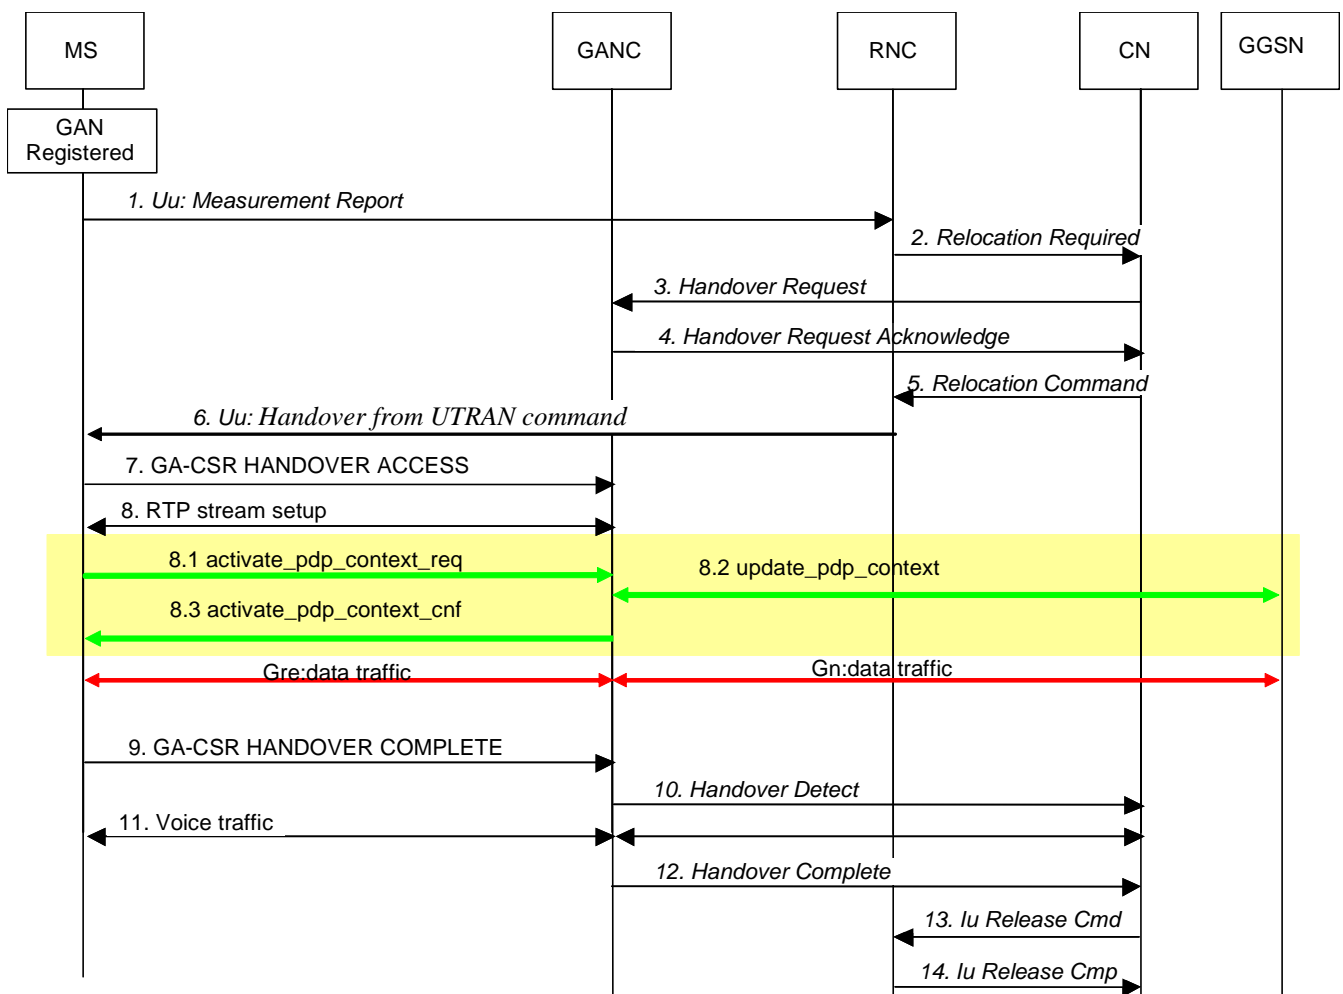 MS
GANC
RNC
CN
GGSN
GAN
Registered
1. Uu: Measurement Report
2. Relocation Required
3. Handover Request
4. Handover Request Acknowledge
5. Relocation Command
6. Uu: Handover from UTRAN command
7. GA-CSR HANDOVER ACCESS
8. RTP stream setup
8.1 activate_pdp_context_req
8.2 update_pdp_context
8.3 activate_pdp_context_cnf
Gre:data traffic
Gn:data traffic
9. GA-CSR HANDOVER COMPLETE
10. Handover Detect
11. Voice traffic
12. Handover Complete
13. Iu Release Cmd
14. Iu Release Cmp